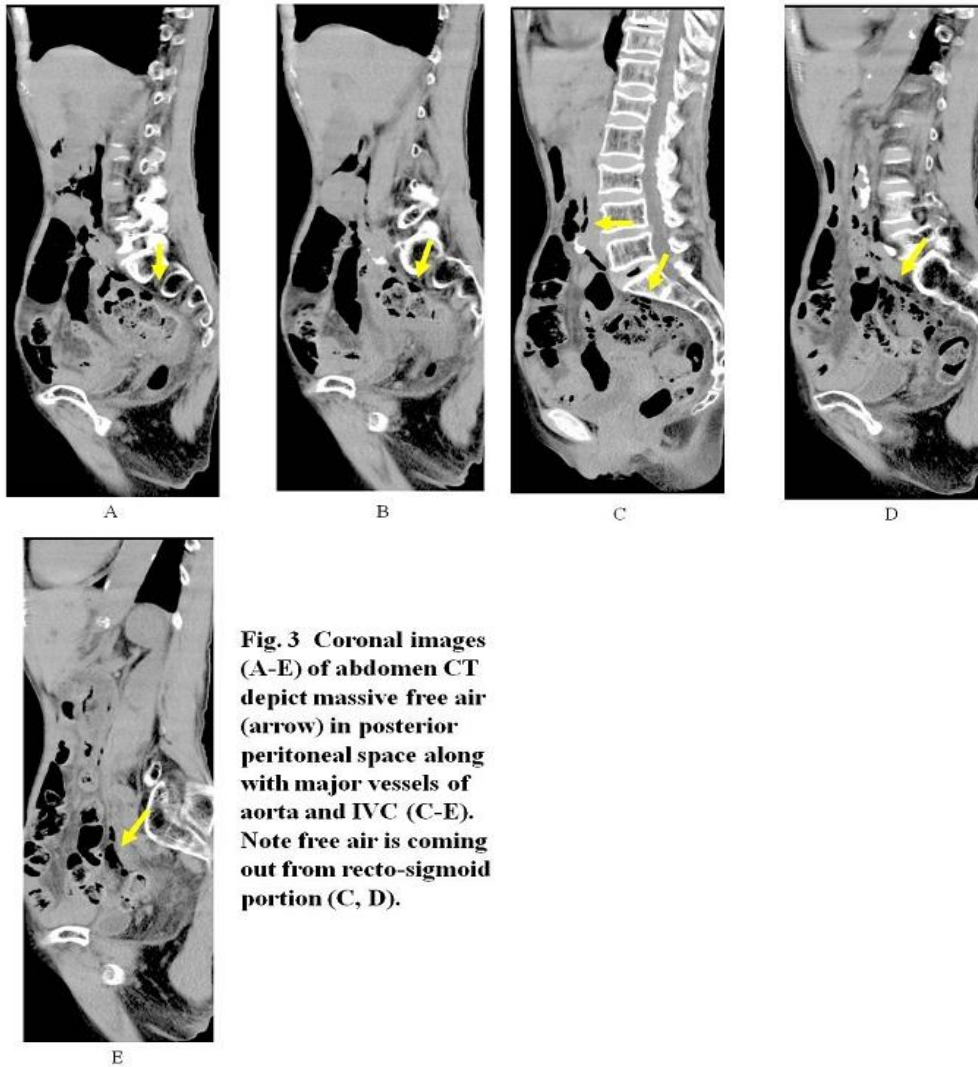 A
B
C
D
Fig. 3 Coronal images
(A-E) of abdomen CT
depict massive free air
(arrow) in posterior
peritoneal space along
with major vessels of
aorta and IVC (C-E).
Note free air is coming
out from recto-sigmoid
portion (C, D).
E